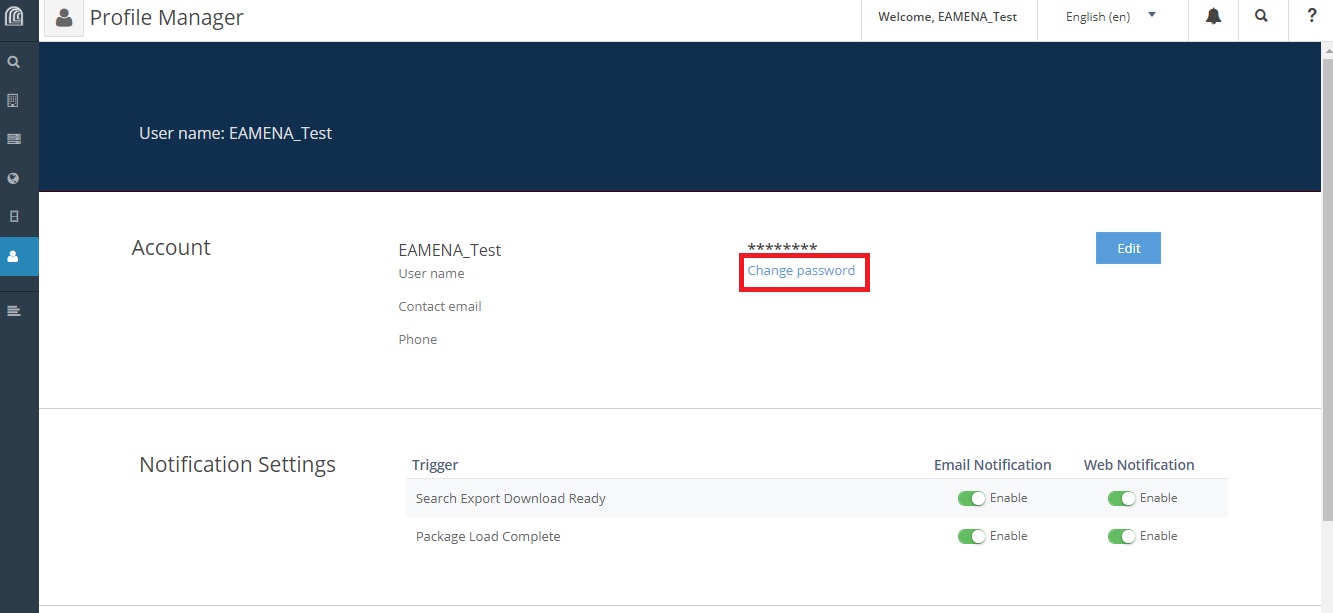 Profile Manager
Welcome, EAMENA_Test
English (en)
?
User name: EAMENA_Test
Account
EAMENA_Test
********
Edit
User name
Change password
Contact email
Phone
Notification Settings
Trigger
Email Notification
Web Notification
Search Export Download Ready
Enable
Enable
Package Load Complete
Enable
Enable